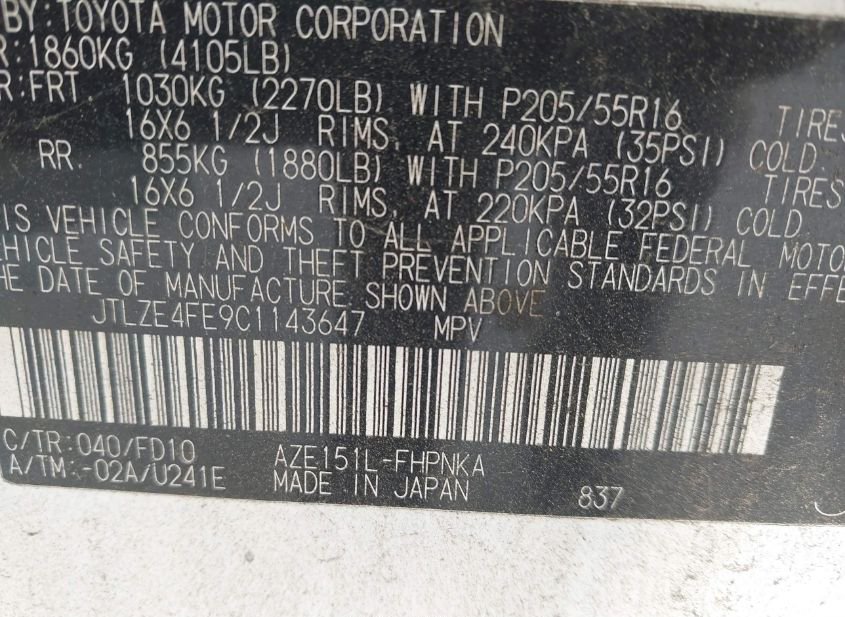 BY: TOYOTA MOTOR CORPORATION
R: 1860KG (4105LB)
R: FRT 1030KG (2270LB) WITH P205/55R16 TIRES
16X6 1/2J RIMS, AT 240KPA (35PSI) COLD.
RR. 855KG (1880LB) WITH P205/55R16 TIRES
16X6 1/2J RIMS, AT 220KPA (32PSI) COLD.
IS VEHICLE CONFORMS TO ALL APPLICABLE FEDERAL MOTOR
EHICLE SAFETY AND THEFT PREVENTION STANDARDS IN EFFE
HE DATE OF MANUFACTURE SHOWN ABOVE
JTLZE4FE9C1143647 MPV
C/TR: 040/FD10 AZE151L-FHPNKA
A/TM: -02A/U241E MADE IN JAPAN 837